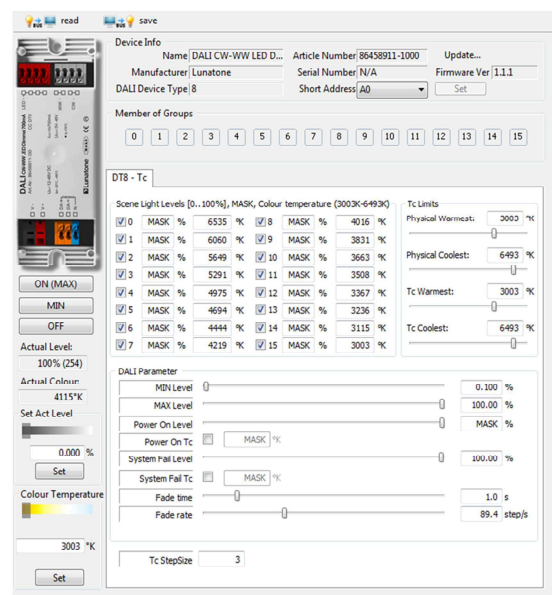 read save
Device Info
Name DALI CW-WW LED D... Article Number 86458911-1000 Update...
Manufacturer Lunatone Serial Number N/A Firmware Ver 1.1.1
DALI Device Type 8 Short Address A0 Set
Member of Groups
0 1 2 3 4 5 6 7 8 9 10 11 12 13 14 15
DT8 - Tc
Scene Light Levels [0..100%], MASK, Colour temperature (3003K-6493K)
0 MASK % 6535 °K 8 MASK % 4016 °K
1 MASK % 6060 °K 9 MASK % 3831 °K
2 MASK % 5649 °K 10 MASK % 3663 °K
3 MASK % 5291 °K 11 MASK % 3508 °K
4 MASK % 4975 °K 12 MASK % 3367 °K
5 MASK % 4694 °K 13 MASK % 3236 °K
6 MASK % 4444 °K 14 MASK % 3115 °K
7 MASK % 4219 °K 15 MASK % 3003 °K
Tc Limits
Physical Warmest: 3003 °K
Physical Coolest: 6493 °K
Tc Warmest: 3003 °K
Tc Coolest: 6493 °K
ON (MAX)
MIN
OFF
Actual Level:
100% (254)
Actual Colour:
4115°K
Set Act Level
0.000 %
Set
Colour Temperature
3003 °K
Set
DALI Parameter
MIN Level 0.100 %
MAX Level 100.00 %
Power On Level MASK %
Power On Tc MASK °K
System Fail Level 100.00 %
System Fail Tc MASK °K
Fade time 1.0 s
Fade rate 89.4 step/s
Tc StepSize 3
Lunatone